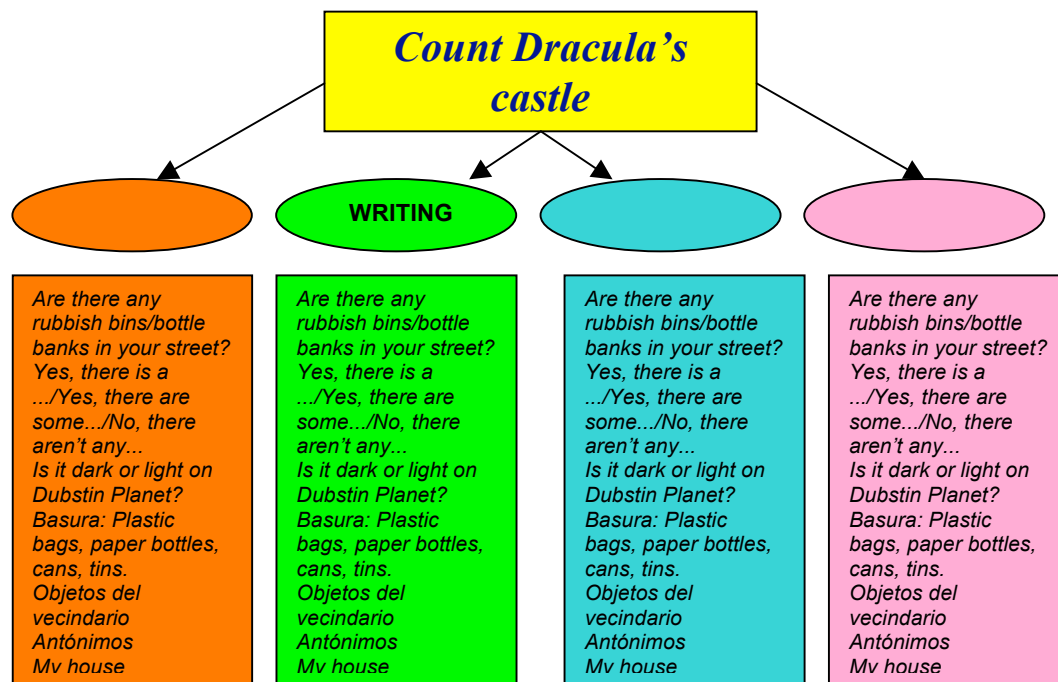 Count Dracula’s
castle
WRITING
Are there any
rubbish bins/bottle
banks in your street?
Yes, there is a
.../Yes, there are
some.../No, there
aren’t any...
Is it dark or light on
Dubstin Planet?
Basura: Plastic
bags, paper bottles,
cans, tins.
Objetos del
vecindario
Antónimos
My house
Are there any
rubbish bins/bottle
banks in your street?
Yes, there is a
.../Yes, there are
some.../No, there
aren’t any...
Is it dark or light on
Dubstin Planet?
Basura: Plastic
bags, paper bottles,
cans, tins.
Objetos del
vecindario
Antónimos
My house
Are there any
rubbish bins/bottle
banks in your street?
Yes, there is a
.../Yes, there are
some.../No, there
aren’t any...
Is it dark or light on
Dubstin Planet?
Basura: Plastic
bags, paper bottles,
cans, tins.
Objetos del
vecindario
Antónimos
My house
Are there any
rubbish bins/bottle
banks in your street?
Yes, there is a
.../Yes, there are
some.../No, there
aren’t any...
Is it dark or light on
Dubstin Planet?
Basura: Plastic
bags, paper bottles,
cans, tins.
Objetos del
vecindario
Antónimos
My house